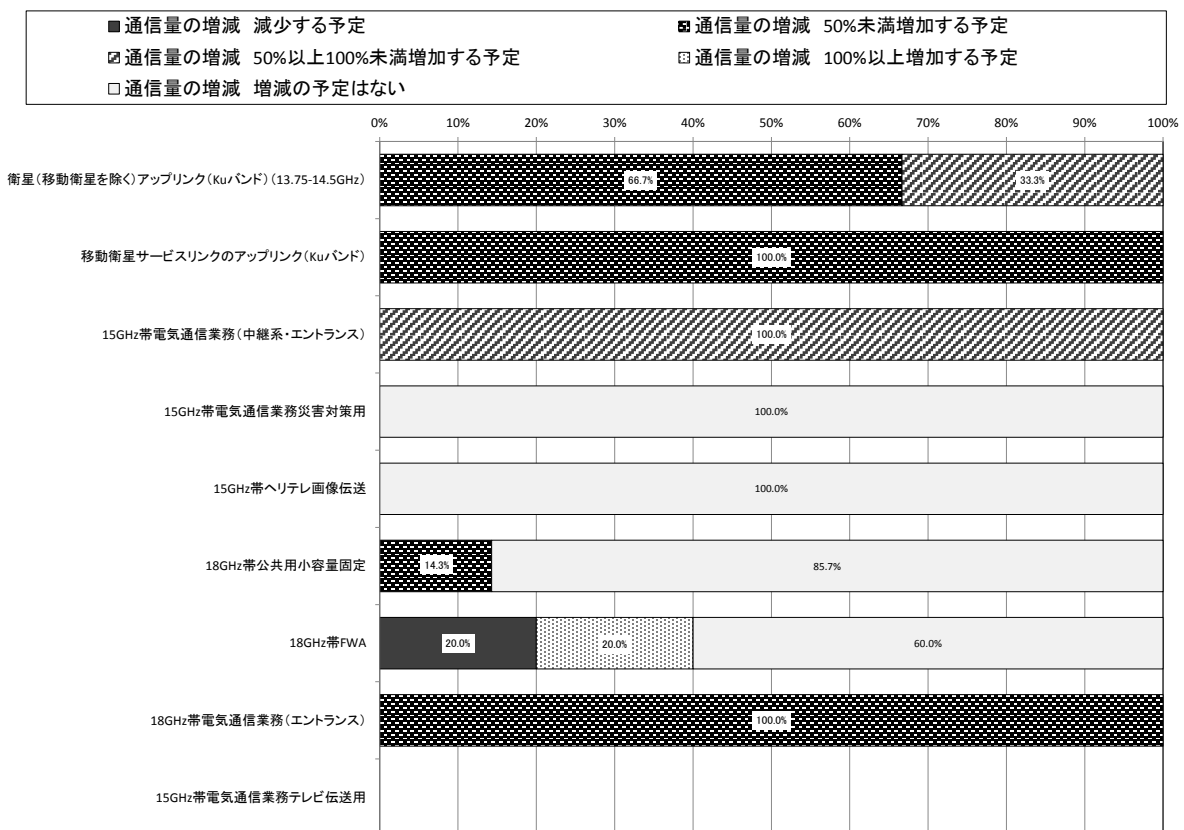 通信量の増減 減少する予定
通信量の増減 50%未満増加する予定
通信量の増減 50%以上100%未満増加する予定
通信量の増減 100%以上増加する予定
通信量の増減 増減の予定はない
0% 10% 20% 30% 40% 50% 60% 70% 80% 90% 100%
衛星(移動衛星を除く)アップリンク(Kuバンド)(13.75-14.5GHz) 66.7% 33.3%
移動衛星サービスリンクのアップリンク(Kuバンド) 100.0%
15GHz帯電気通信業務(中継系・エントランス) 100.0%
15GHz帯電気通信業務災害対策用 100.0%
15GHz帯ヘリテレ画像伝送 100.0%
18GHz帯公共用小容量固定 14.3% 85.7%
18GHz帯FWA 20.0% 20.0% 60.0%
18GHz帯電気通信業務(エントランス) 100.0%
15GHz帯電気通信業務テレビ伝送用